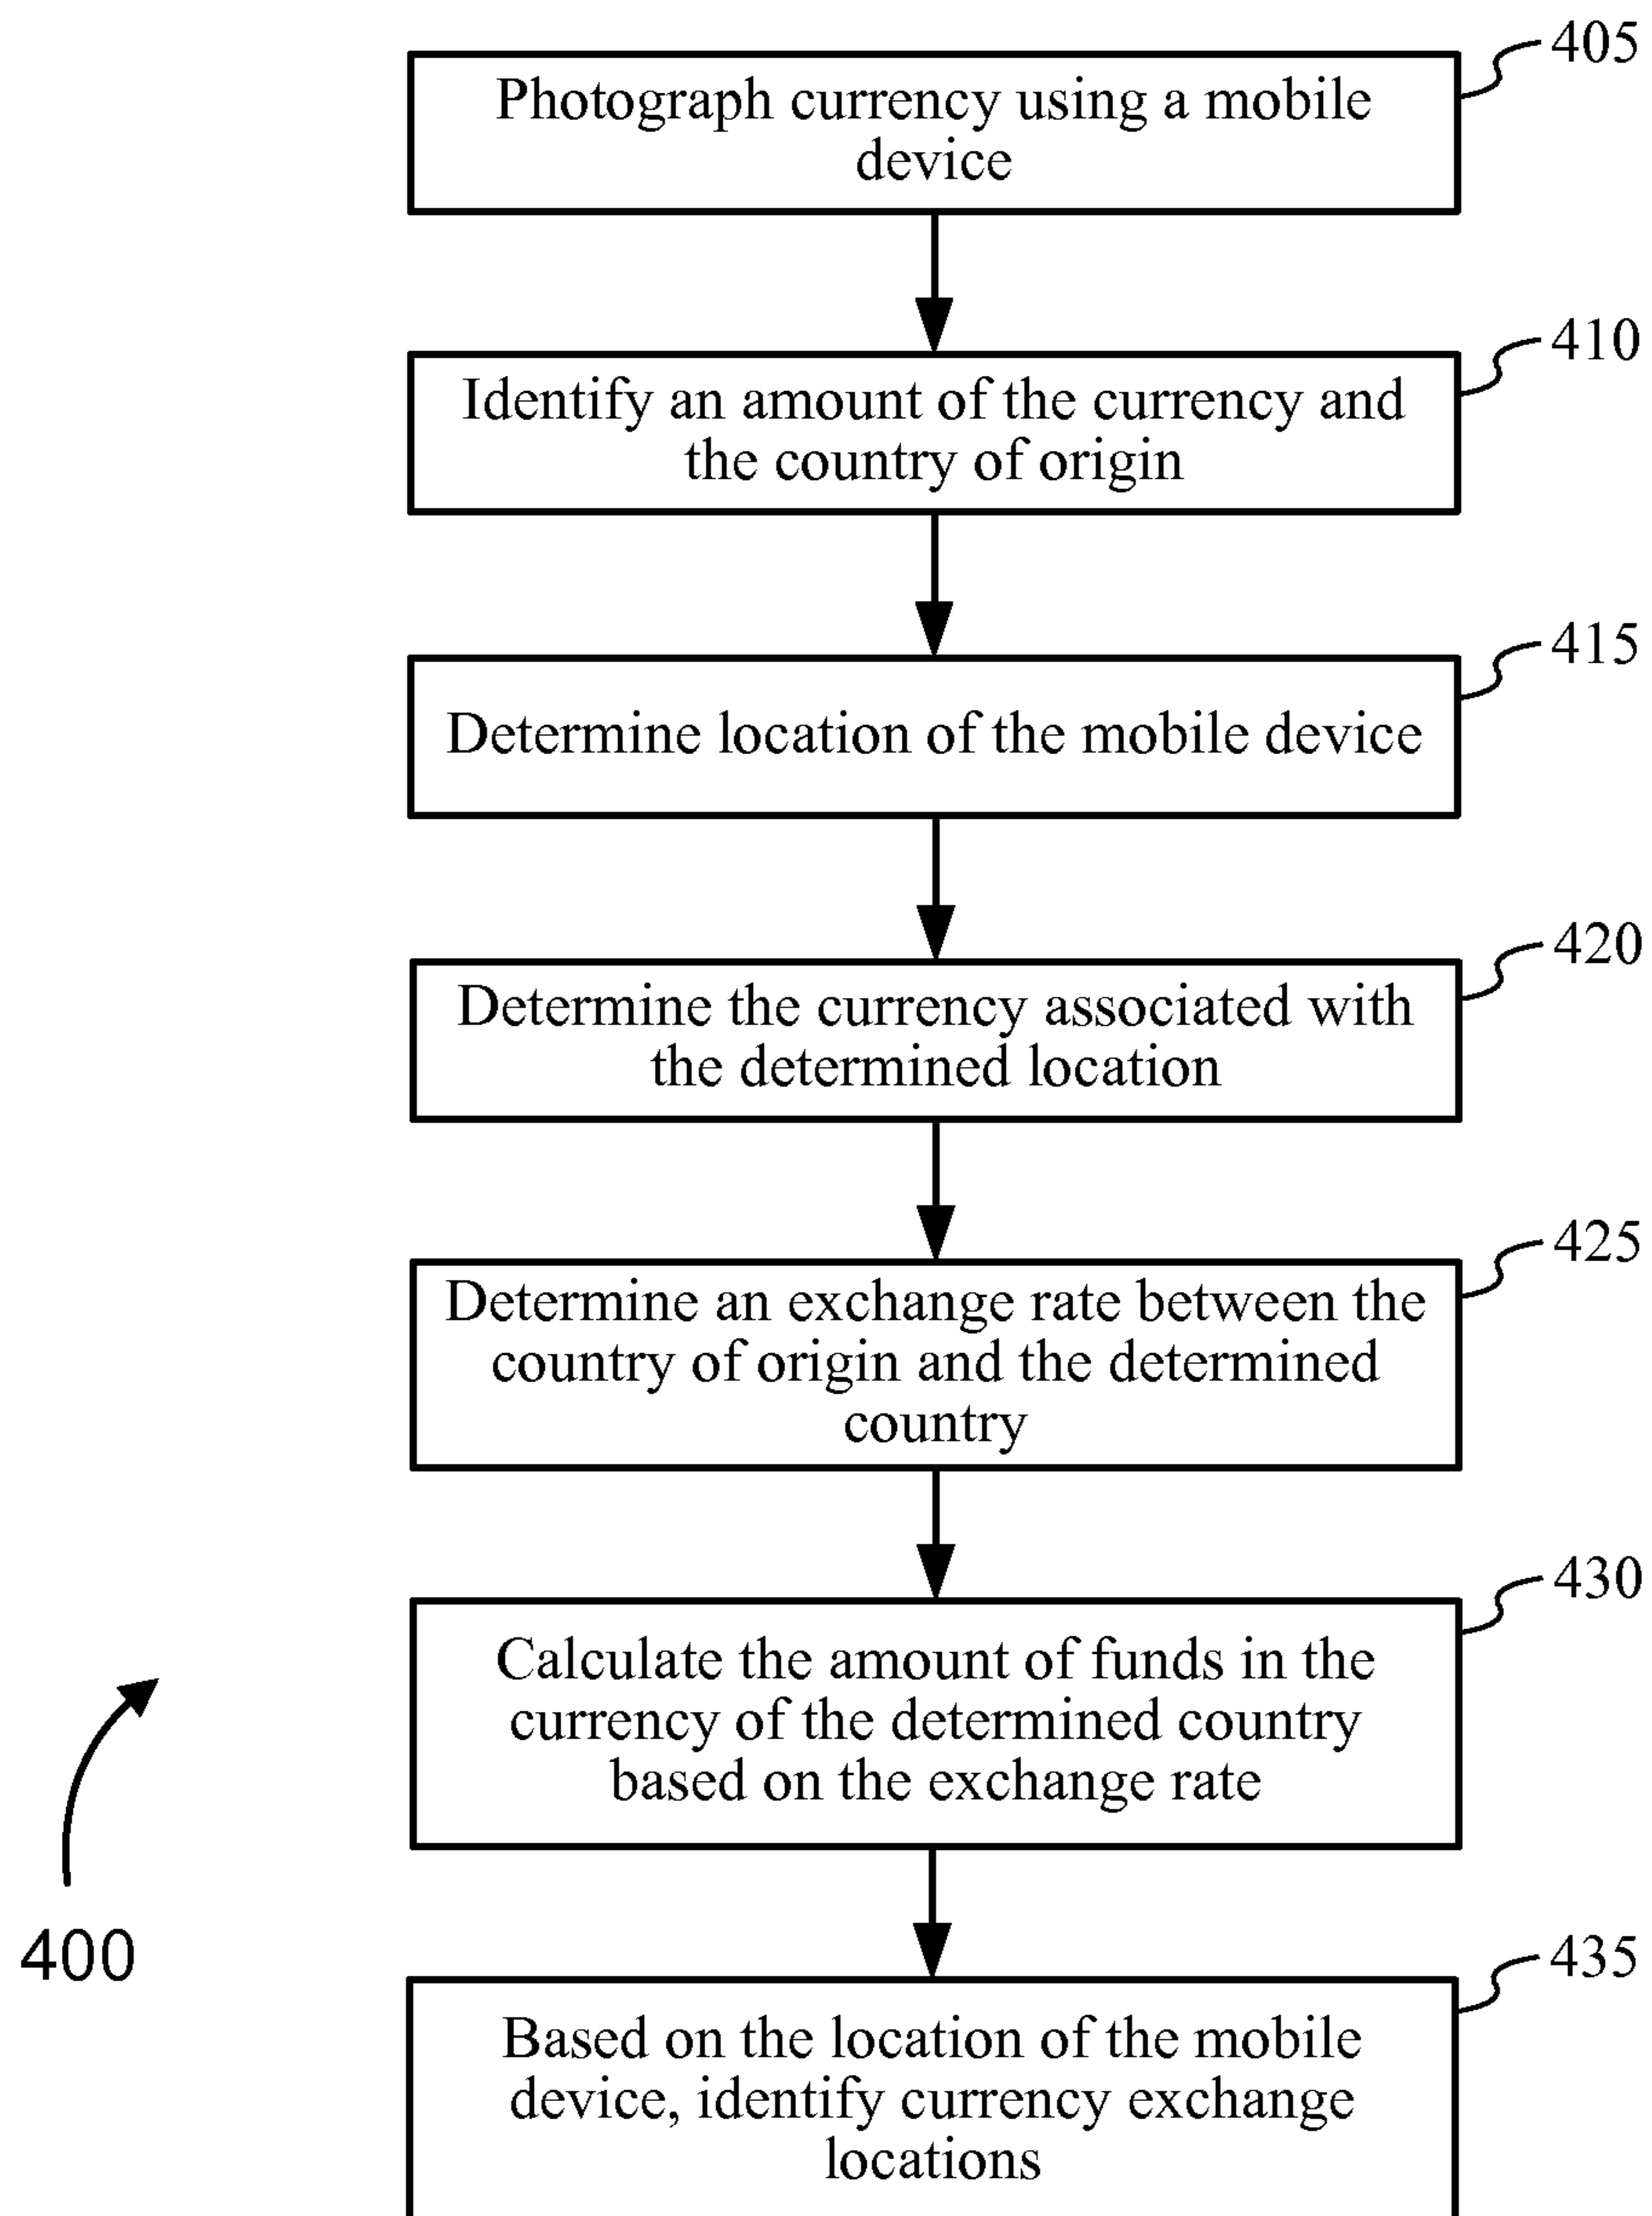 405
Photograph currency using a mobile
device
410
Identify an amount of the currency and
the country of origin
415
Determine location of the mobile device
420
Determine the currency associated with
the determined location
425
Determine an exchange rate between the
country of origin and the determined
country
430
Calculate the amount of funds in the
currency of the determined country
based on the exchange rate
400
435
Based on the location of the mobile
device, identify currency exchange
locations